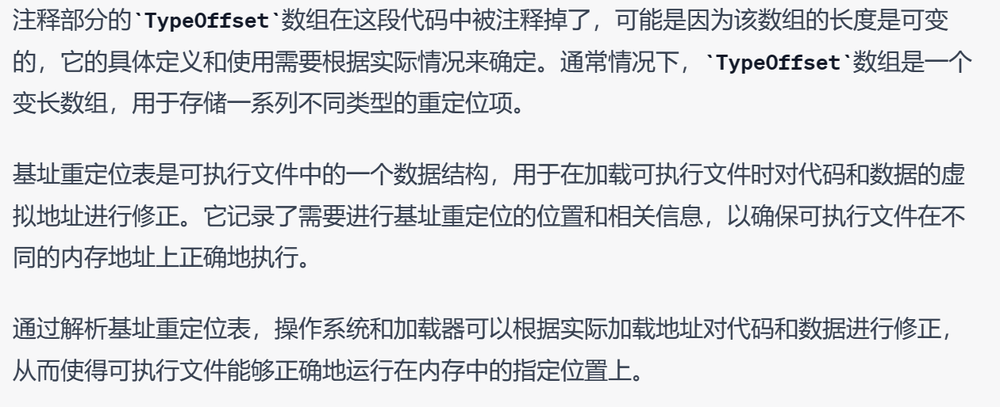 注释部分的`TypeOffset`数组在这段代码中被注释掉了，可能是因为该数组的长度是可变
的，它的具体定义和使用需要根据实际情况来确定。通常情况下，`TypeOffset`数组是一个
变长数组，用于存储一系列不同类型的重定位项。
基址重定位表是可执行文件中的一个数据结构，用于在加载可执行文件时对代码和数据的虚
拟地址进行修正。它记录了需要进行基址重定位的位置和相关信息，以确保可执行文件在不
同的内存地址上正确地执行。
通过解析基址重定位表，操作系统和加载器可以根据实际加载地址对代码和数据进行修正，
从而使得可执行文件能够正确地运行在内存中的指定位置上。